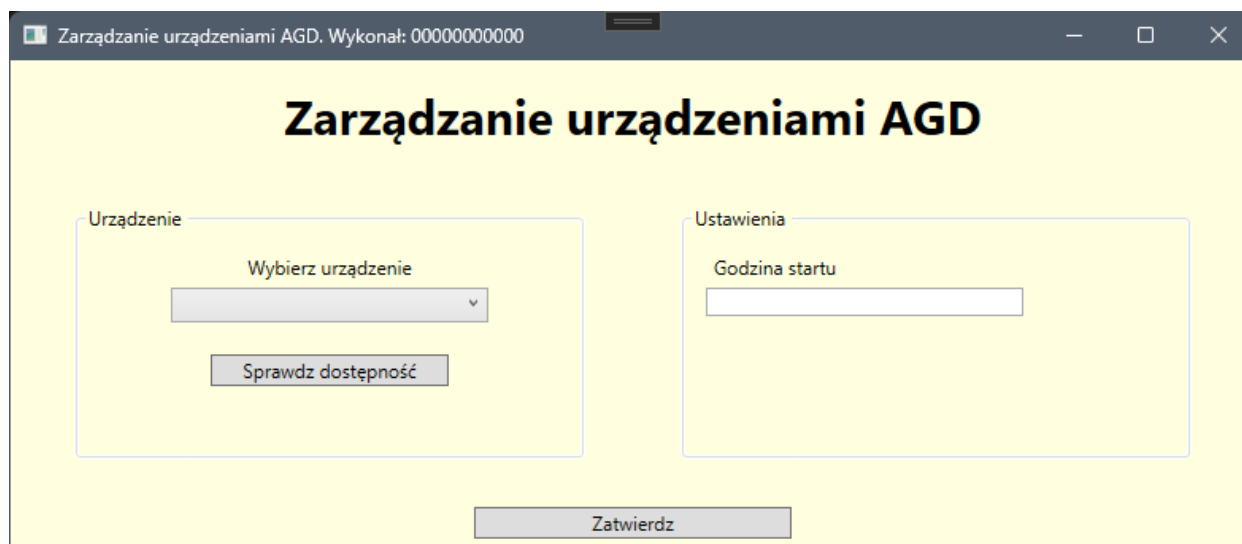 Zarządzanie urządzeniami AGD. Wykonał: 00000000000
Zarządzanie urządzeniami AGD
Urządzenie
Wybierz urządzenie
Sprawdz dostępność
Ustawienia
Godzina startu
Zatwierdz